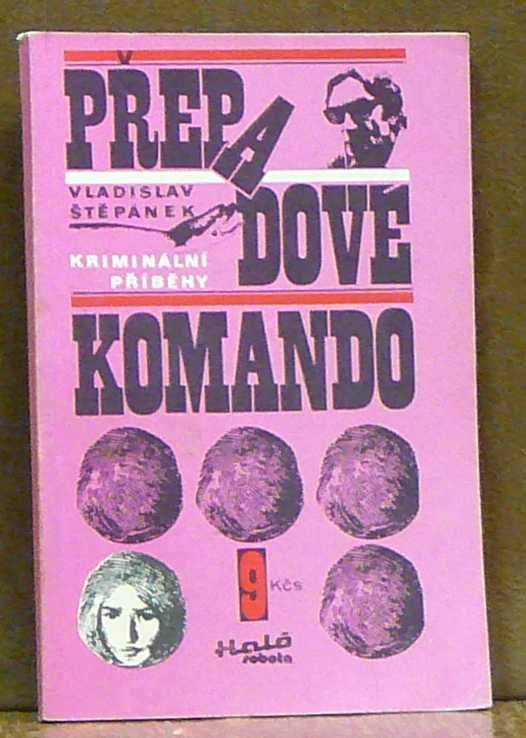 PŘEPA
VLADISLAV
ŠTĚPÁNEK
DOVÉ
KRIMINÁLNÍ
PŘÍBĚHY
KOMANDO
9 Kčs
Haló
sobota